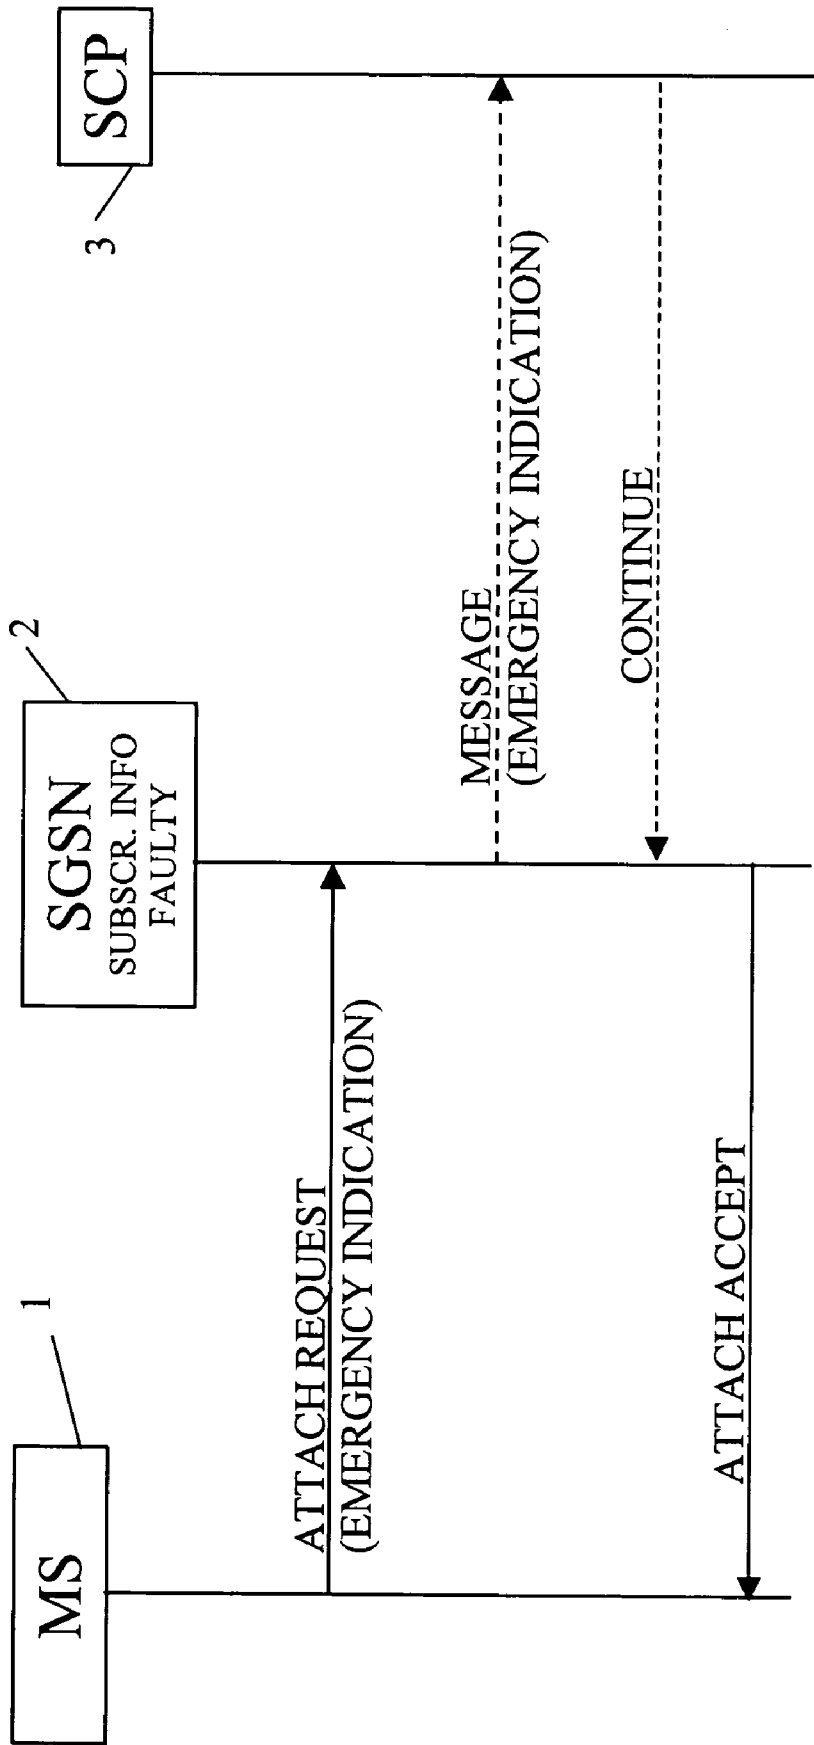 MS
1
SGSN
SUBSCR. INFO
FAULTY
2
SCP
3
ATTACH REQUEST
(EMERGENCY INDICATION)
MESSAGE
(EMERGENCY INDICATION)
CONTINUE
ATTACH ACCEPT